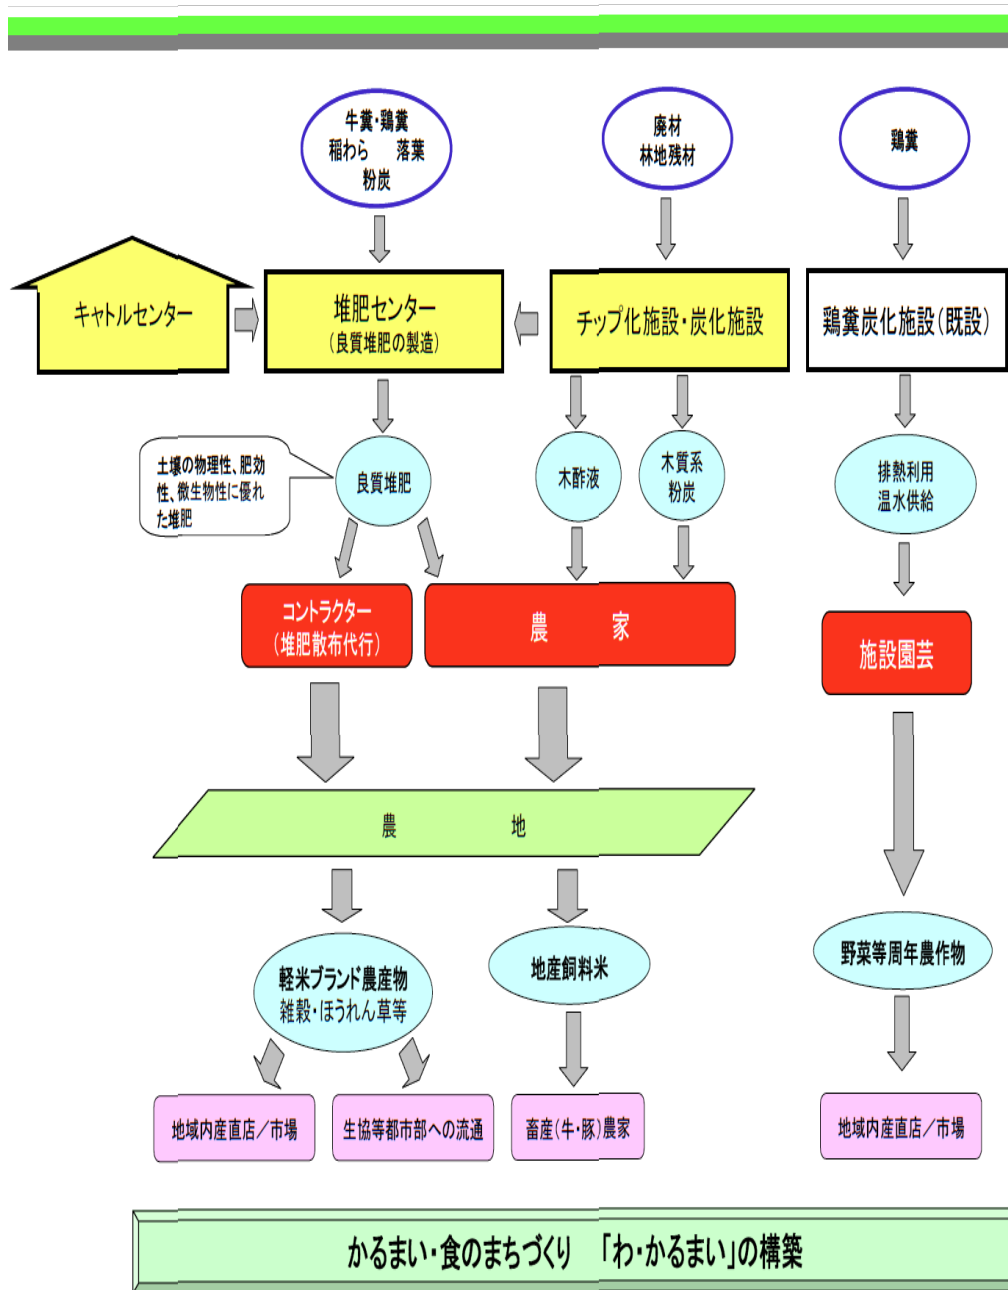 牛糞・鶏糞
稲わら　落葉
粉炭
廃材
林地残材
鶏糞
キャトルセンター
堆肥センター
(良質堆肥の製造)
チップ化施設・炭化施設
鶏糞炭化施設(既設)
土壌の物理性、肥効
性、微生物性に優れ
た堆肥
良質堆肥
木酢液
木質系
粉炭
排熱利用
温水供給
コントラクター
(堆肥散布代行)
農　家
施設園芸
農　地
軽米ブランド農産物
雑穀・ほうれん草等
地産飼料米
野菜等周年農作物
地域内産直店／市場
生協等都市部への流通
畜産(牛・豚)農家
地域内産直店／市場
かるまい・食のまちづくり　「わ・かるまい」の構築